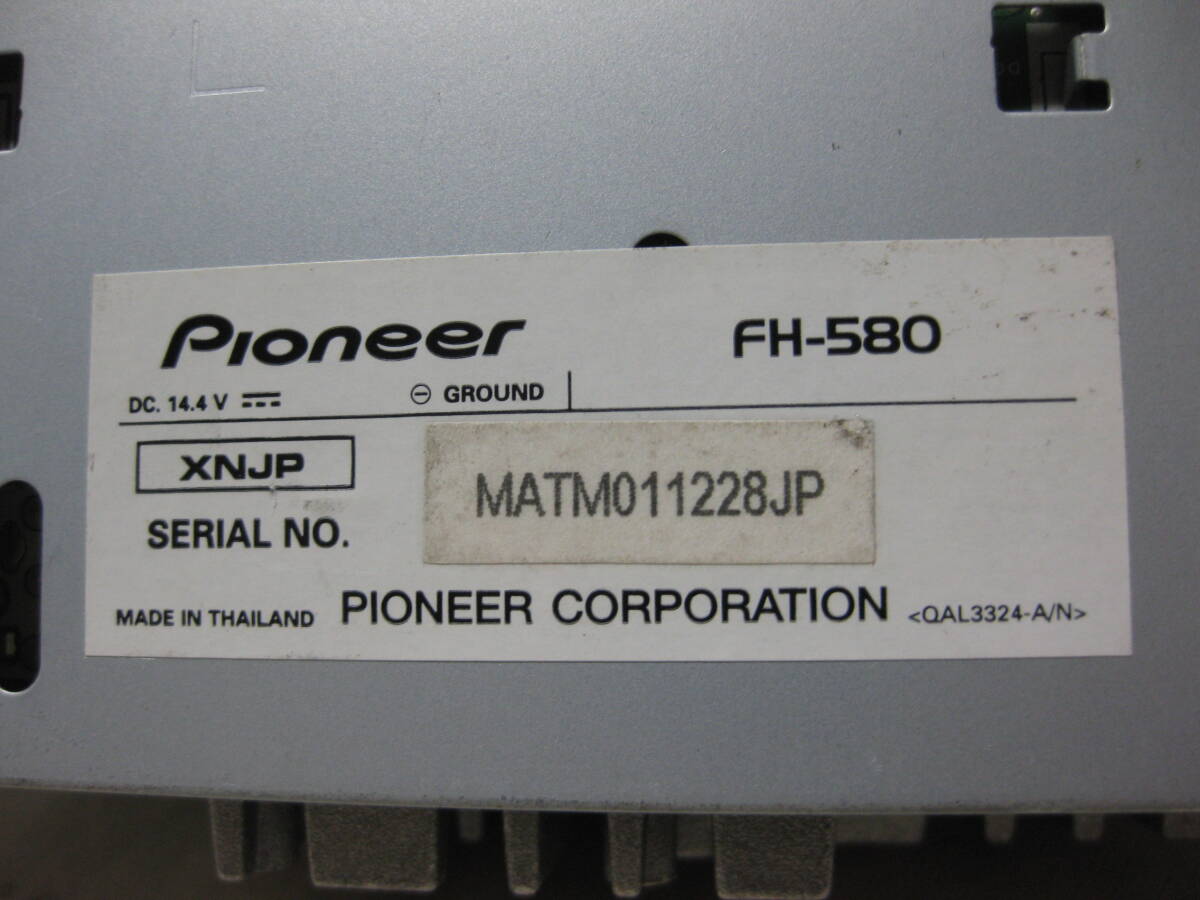 Pioneer FH-580
DC. 14.4 V ⎓ ⊖ GROUND
XNJP
MATM011228JP
SERIAL NO.
MADE IN THAILAND PIONEER CORPORATION <QAL3324-A/N>